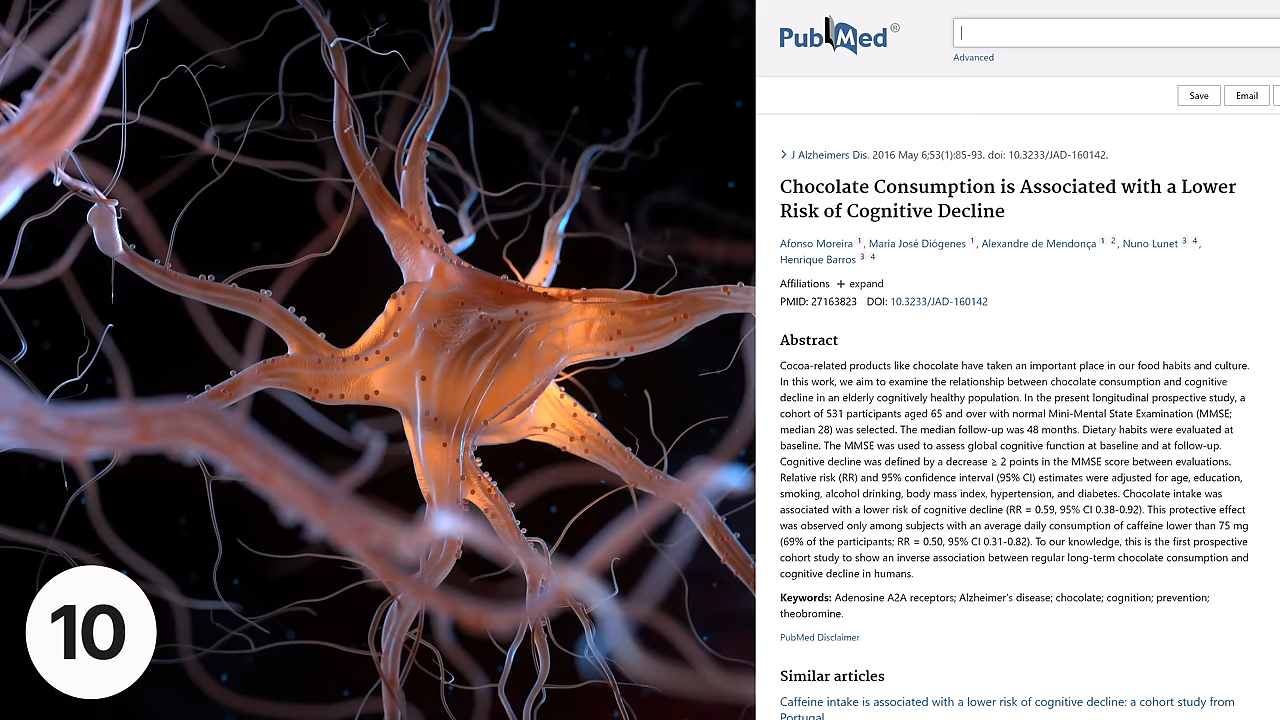 10
PubMed®
Advanced
Save Email
J Alzheimers Dis. 2016 May 6;53(1):85-93. doi: 10.3233/JAD-160142.
Chocolate Consumption is Associated with a Lower
Risk of Cognitive Decline
Afonso Moreira 1, Maria José Diógenes 1, Alexandre de Mendonça 1 2, Nuno Lunet 3 4,
Henrique Barros 3 4
Affiliations + expand
PMID: 27163823 DOI: 10.3233/JAD-160142
Abstract
Cocoa-related products like chocolate have taken an important place in our food habits and culture.
In this work, we aim to examine the relationship between chocolate consumption and cognitive
decline in an elderly cognitively healthy population. In the present longitudinal prospective study, a
cohort of 531 participants aged 65 and over with normal Mini-Mental State Examination (MMSE;
median 28) was selected. The median follow-up was 48 months. Dietary habits were evaluated at
baseline. The MMSE was used to assess global cognitive function at baseline and at follow-up.
Cognitive decline was defined by a decrease ≥ 2 points in the MMSE score between evaluations.
Relative risk (RR) and 95% confidence interval (95% CI) estimates were adjusted for age, education,
smoking, alcohol drinking, body mass index, hypertension, and diabetes. Chocolate intake was
associated with a lower risk of cognitive decline (RR = 0.59, 95% CI 0.38-0.92). This protective effect
was observed only among subjects with an average daily consumption of caffeine lower than 75 mg
(69% of the participants; RR = 0.50, 95% CI 0.31-0.82). To our knowledge, this is the first prospective
cohort study to show an inverse association between regular long-term chocolate consumption and
cognitive decline in humans.
Keywords: Adenosine A2A receptors; Alzheimer's disease; chocolate; cognition; prevention;
theobromine.
PubMed Disclaimer
Similar articles
Caffeine intake is associated with a lower risk of cognitive decline: a cohort study from
Portugal